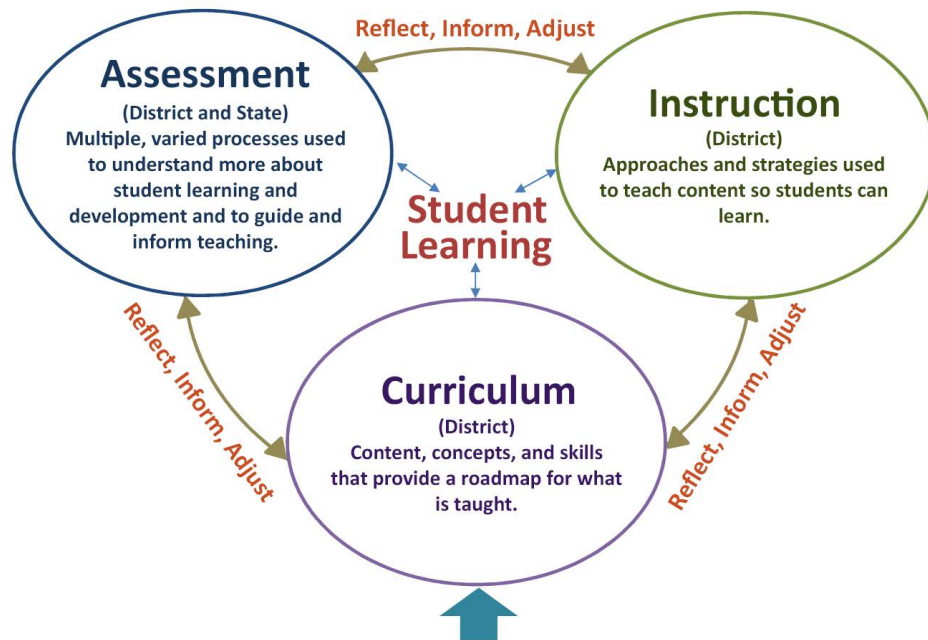 Reflect, Inform, Adjust
Assessment
(District and State)
Multiple, varied processes used
to understand more about
student learning and
development and to guide and
inform teaching.
Instruction
(District)
Approaches and strategies used
to teach content so students can
learn.
Student
Learning
Reflect, Inform, Adjust
Reflect, Inform, Adjust
Curriculum
(District)
Content, concepts, and skills
that provide a roadmap for what
is taught.